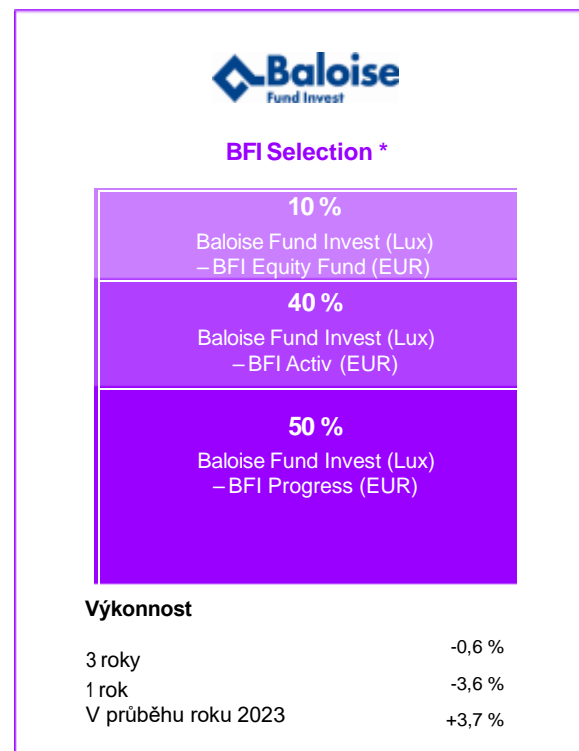 Baloise
Fund Invest
BFI Selection *
10 %
Baloise Fund Invest (Lux)
– BFI Equity Fund (EUR)
40 %
Baloise Fund Invest (Lux)
– BFI Activ (EUR)
50 %
Baloise Fund Invest (Lux)
– BFI Progress (EUR)
Výkonnost
3 roky -0,6 %
1 rok -3,6 %
V průběhu roku 2023 +3,7 %